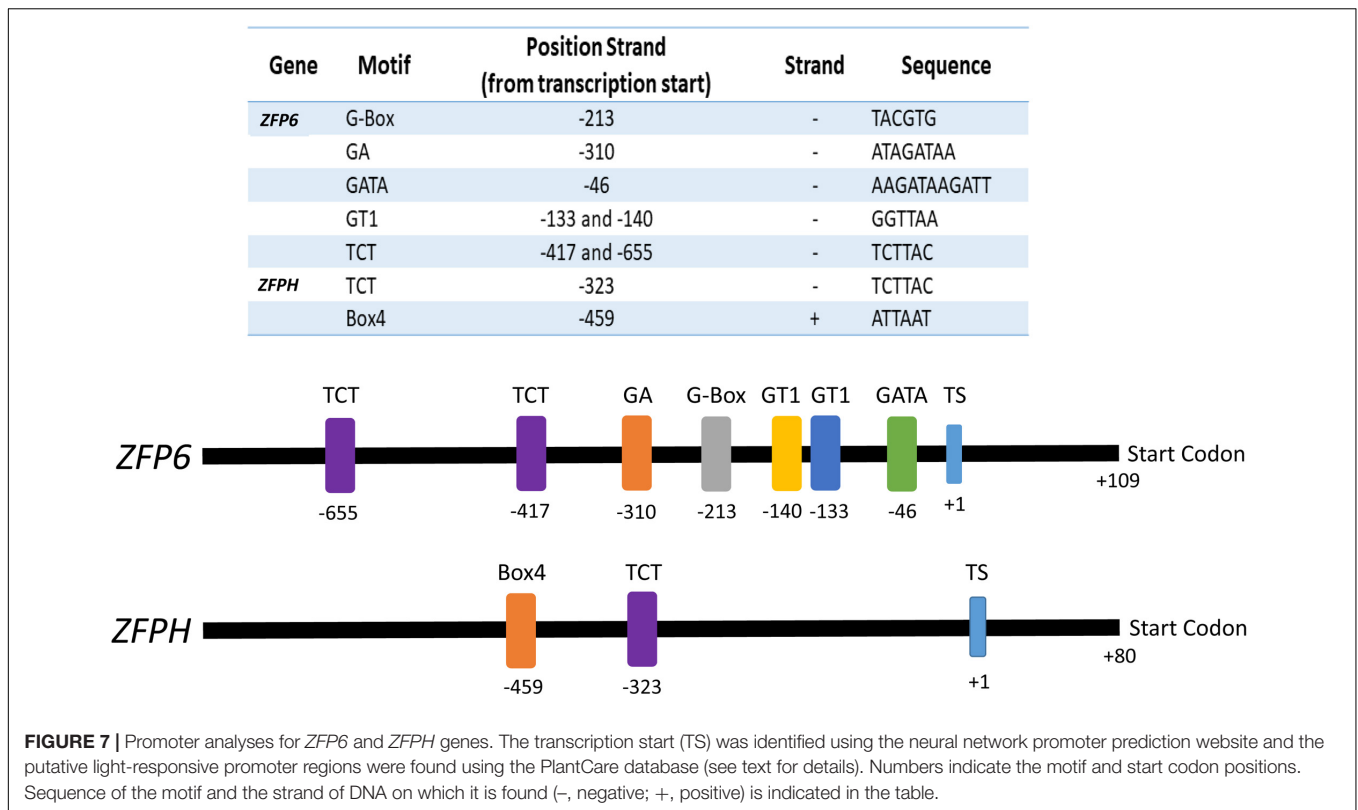 Gene Motif Position Strand (from transcription start) Strand Sequence
ZFP6 G-Box -213 - TACGTG
GA -310 - ATAGATAA
GATA -46 - AAGATAAGATT
GT1 -133 and -140 - GGTTAA
TCT -417 and -655 - TCTTAC
ZFPH TCT -323 - TCTTAC
Box4 -459 + ATTAAT
TCT TCT GA G-Box GT1 GT1 GATA TS
ZFP6 Start Codon
+109
-655 -417 -310 -213 -140 -133 -46 +1
Box4 TCT TS
ZFPH Start Codon
+80
-459 -323 +1
FIGURE 7 | Promoter analyses for ZFP6 and ZFPH genes. The transcription start (TS) was identified using the neural network promoter prediction website and the
putative light-responsive promoter regions were found using the PlantCare database (see text for details). Numbers indicate the motif and start codon positions.
Sequence of the motif and the strand of DNA on which it is found (–, negative; +, positive) is indicated in the table.